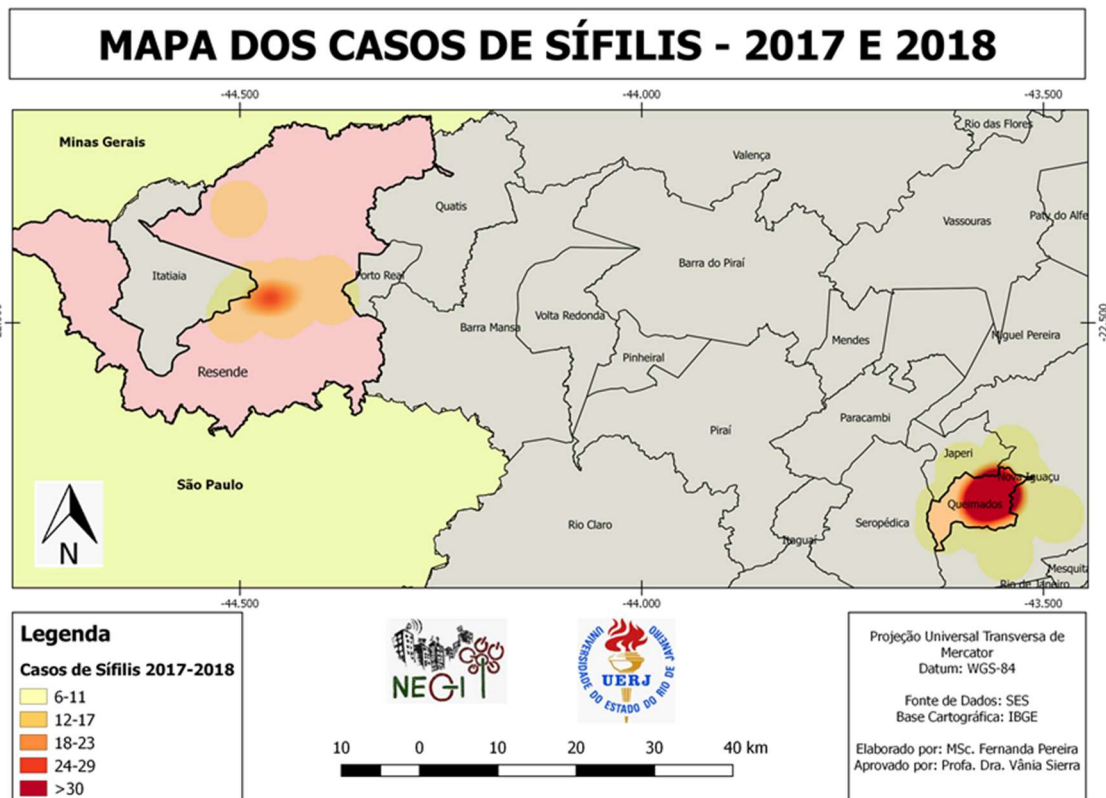 MAPA DOS CASOS DE SÍFILIS - 2017 E 2018
-44.500
-44.000
-43.500
Minas Gerais
Rio das Flores
Valença
Quatis
Vassouras
Paty do Alfe
Itatiaia
Porto Real
Barra do Piraí
Barra Mansa
Volta Redonda
Mendes
Miguel Pereira
-22.500
Pinheiral
Resende
Paracambi
Piraí
Japeri
São Paulo
Nova Iguaçu
Queimados
Rio Claro
Seropédica
Itaguaí
Mesquita
Rio de Janeiro
N
-44.500
-44.000
-43.500
Legenda
Casos de Sífilis 2017-2018
6-11
12-17
18-23
24-29
>30
NEGIT
UNIVERSIDADE DO ESTADO DO RIO DE JANEIRO
UERJ
10 0 10 20 30 40 km
Projeção Universal Transversa de
Mercator
Datum: WGS-84
Fonte de Dados: SES
Base Cartográfica: IBGE
Elaborado por: MSc. Fernanda Pereira
Aprovado por: Profa. Dra. Vânia Sierra